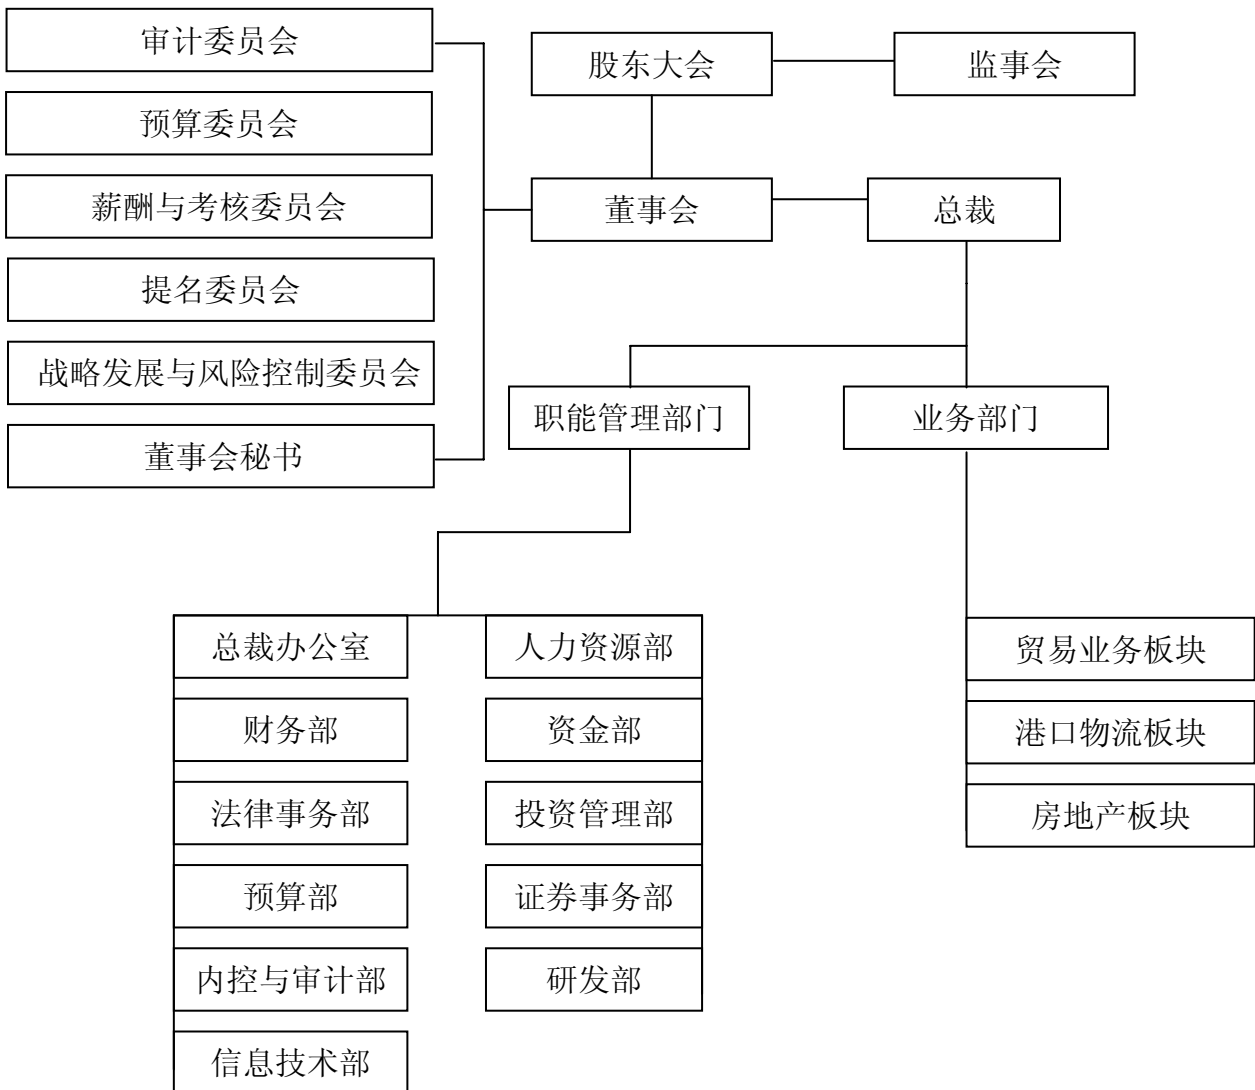 审计委员会
预算委员会
薪酬与考核委员会
提名委员会
战略发展与风险控制委员会
董事会秘书
股东大会
监事会
董事会
总裁
职能管理部门
业务部门
总裁办公室
财务部
法律事务部
预算部
内控与审计部
信息技术部
人力资源部
资金部
投资管理部
证券事务部
研发部
贸易业务板块
港口物流板块
房地产板块